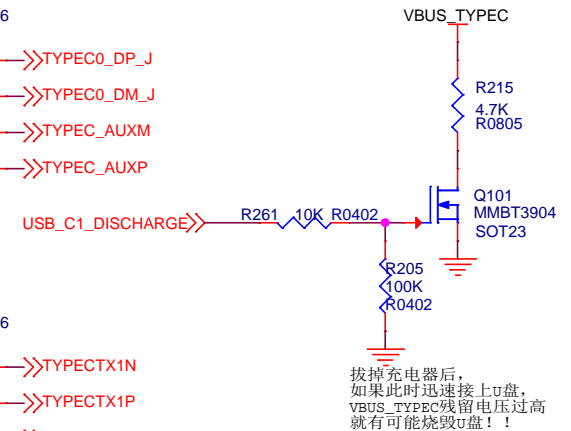 6
VBUS_TYPEC
TYPEC0_DP_J
R215
4.7K
R0805
TYPEC0_DM_J
TYPEC_AUXM
TYPEC_AUXP
Q101
MMBT3904
SOT23
USB_C1_DISCHARGE
R261 10K R0402
R205
100K
R0402
6
TYPECTX1N
TYPECTX1P
拔掉充电器后，
如果此时迅速接上U盘，
VBUS_TYPEC残留电压过高
就有可能烧毁U盘！！